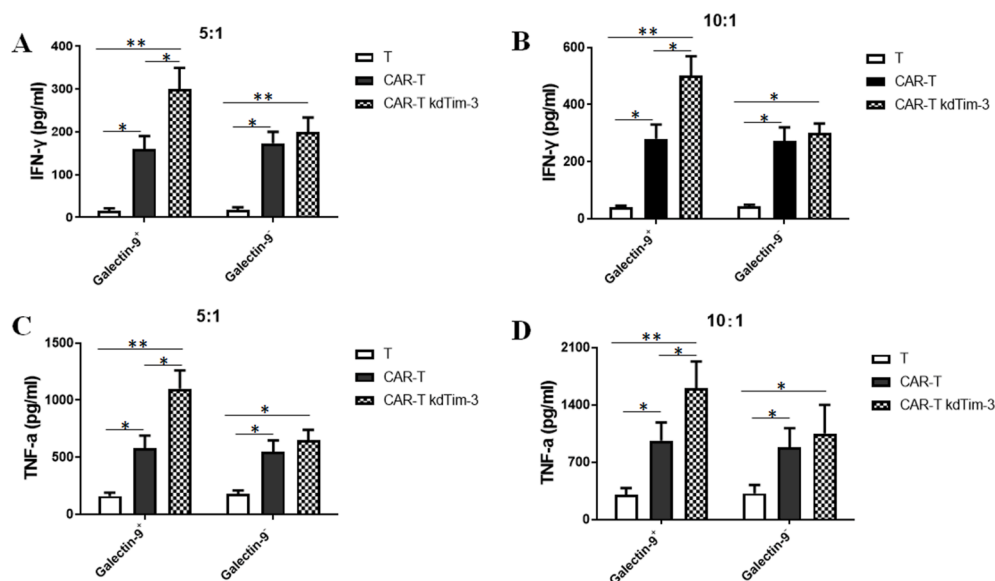 A
5:1
IFN-γ (pg/ml)
400
300
200
100
0
**
*
*
**
*
Galectin-9⁺
Galectin-9⁻
T
CAR-T
CAR-T kdTim-3
B
10:1
IFN-γ (pg/ml)
600
400
200
0
**
*
*
*
*
Galectin-9⁺
Galectin-9⁻
T
CAR-T
CAR-T kdTim-3
C
5:1
TNF-a (pg/ml)
1500
1000
500
0
**
*
*
*
*
Galectin-9⁺
Galectin-9⁻
T
CAR-T
CAR-T kdTim-3
D
10:1
TNF-a (pg/ml)
2100
1400
700
0
**
*
*
*
*
Galectin-9⁺
Galectin-9⁻
T
CAR-T
CAR-T kdTim-3